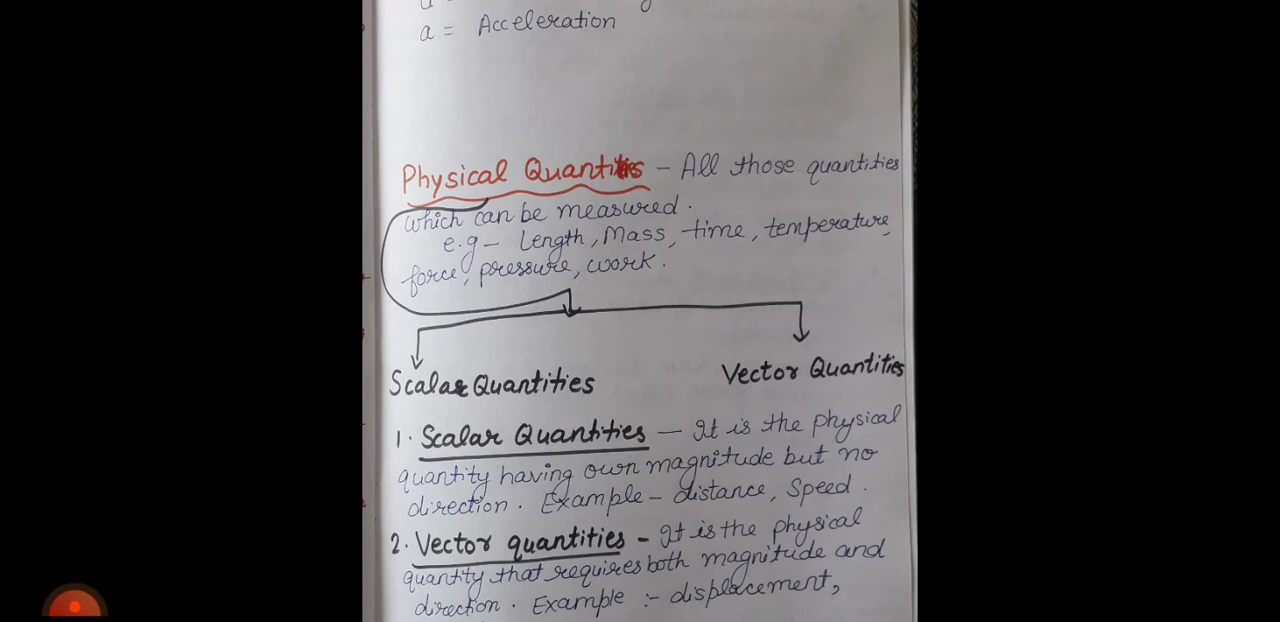 a = Acceleration
Physical Quantities - All those quantities
which can be measured.
e.g - Length, Mass, time, temperature,
force, pressure, work.
Scalar Quantities Vector Quantities
1. Scalar Quantities - It is the physical
quantity having own magnitude but no
direction. Example - distance, Speed.
2. Vector quantities - It is the physical
quantity that requires both magnitude and
direction. Example :- displacement,